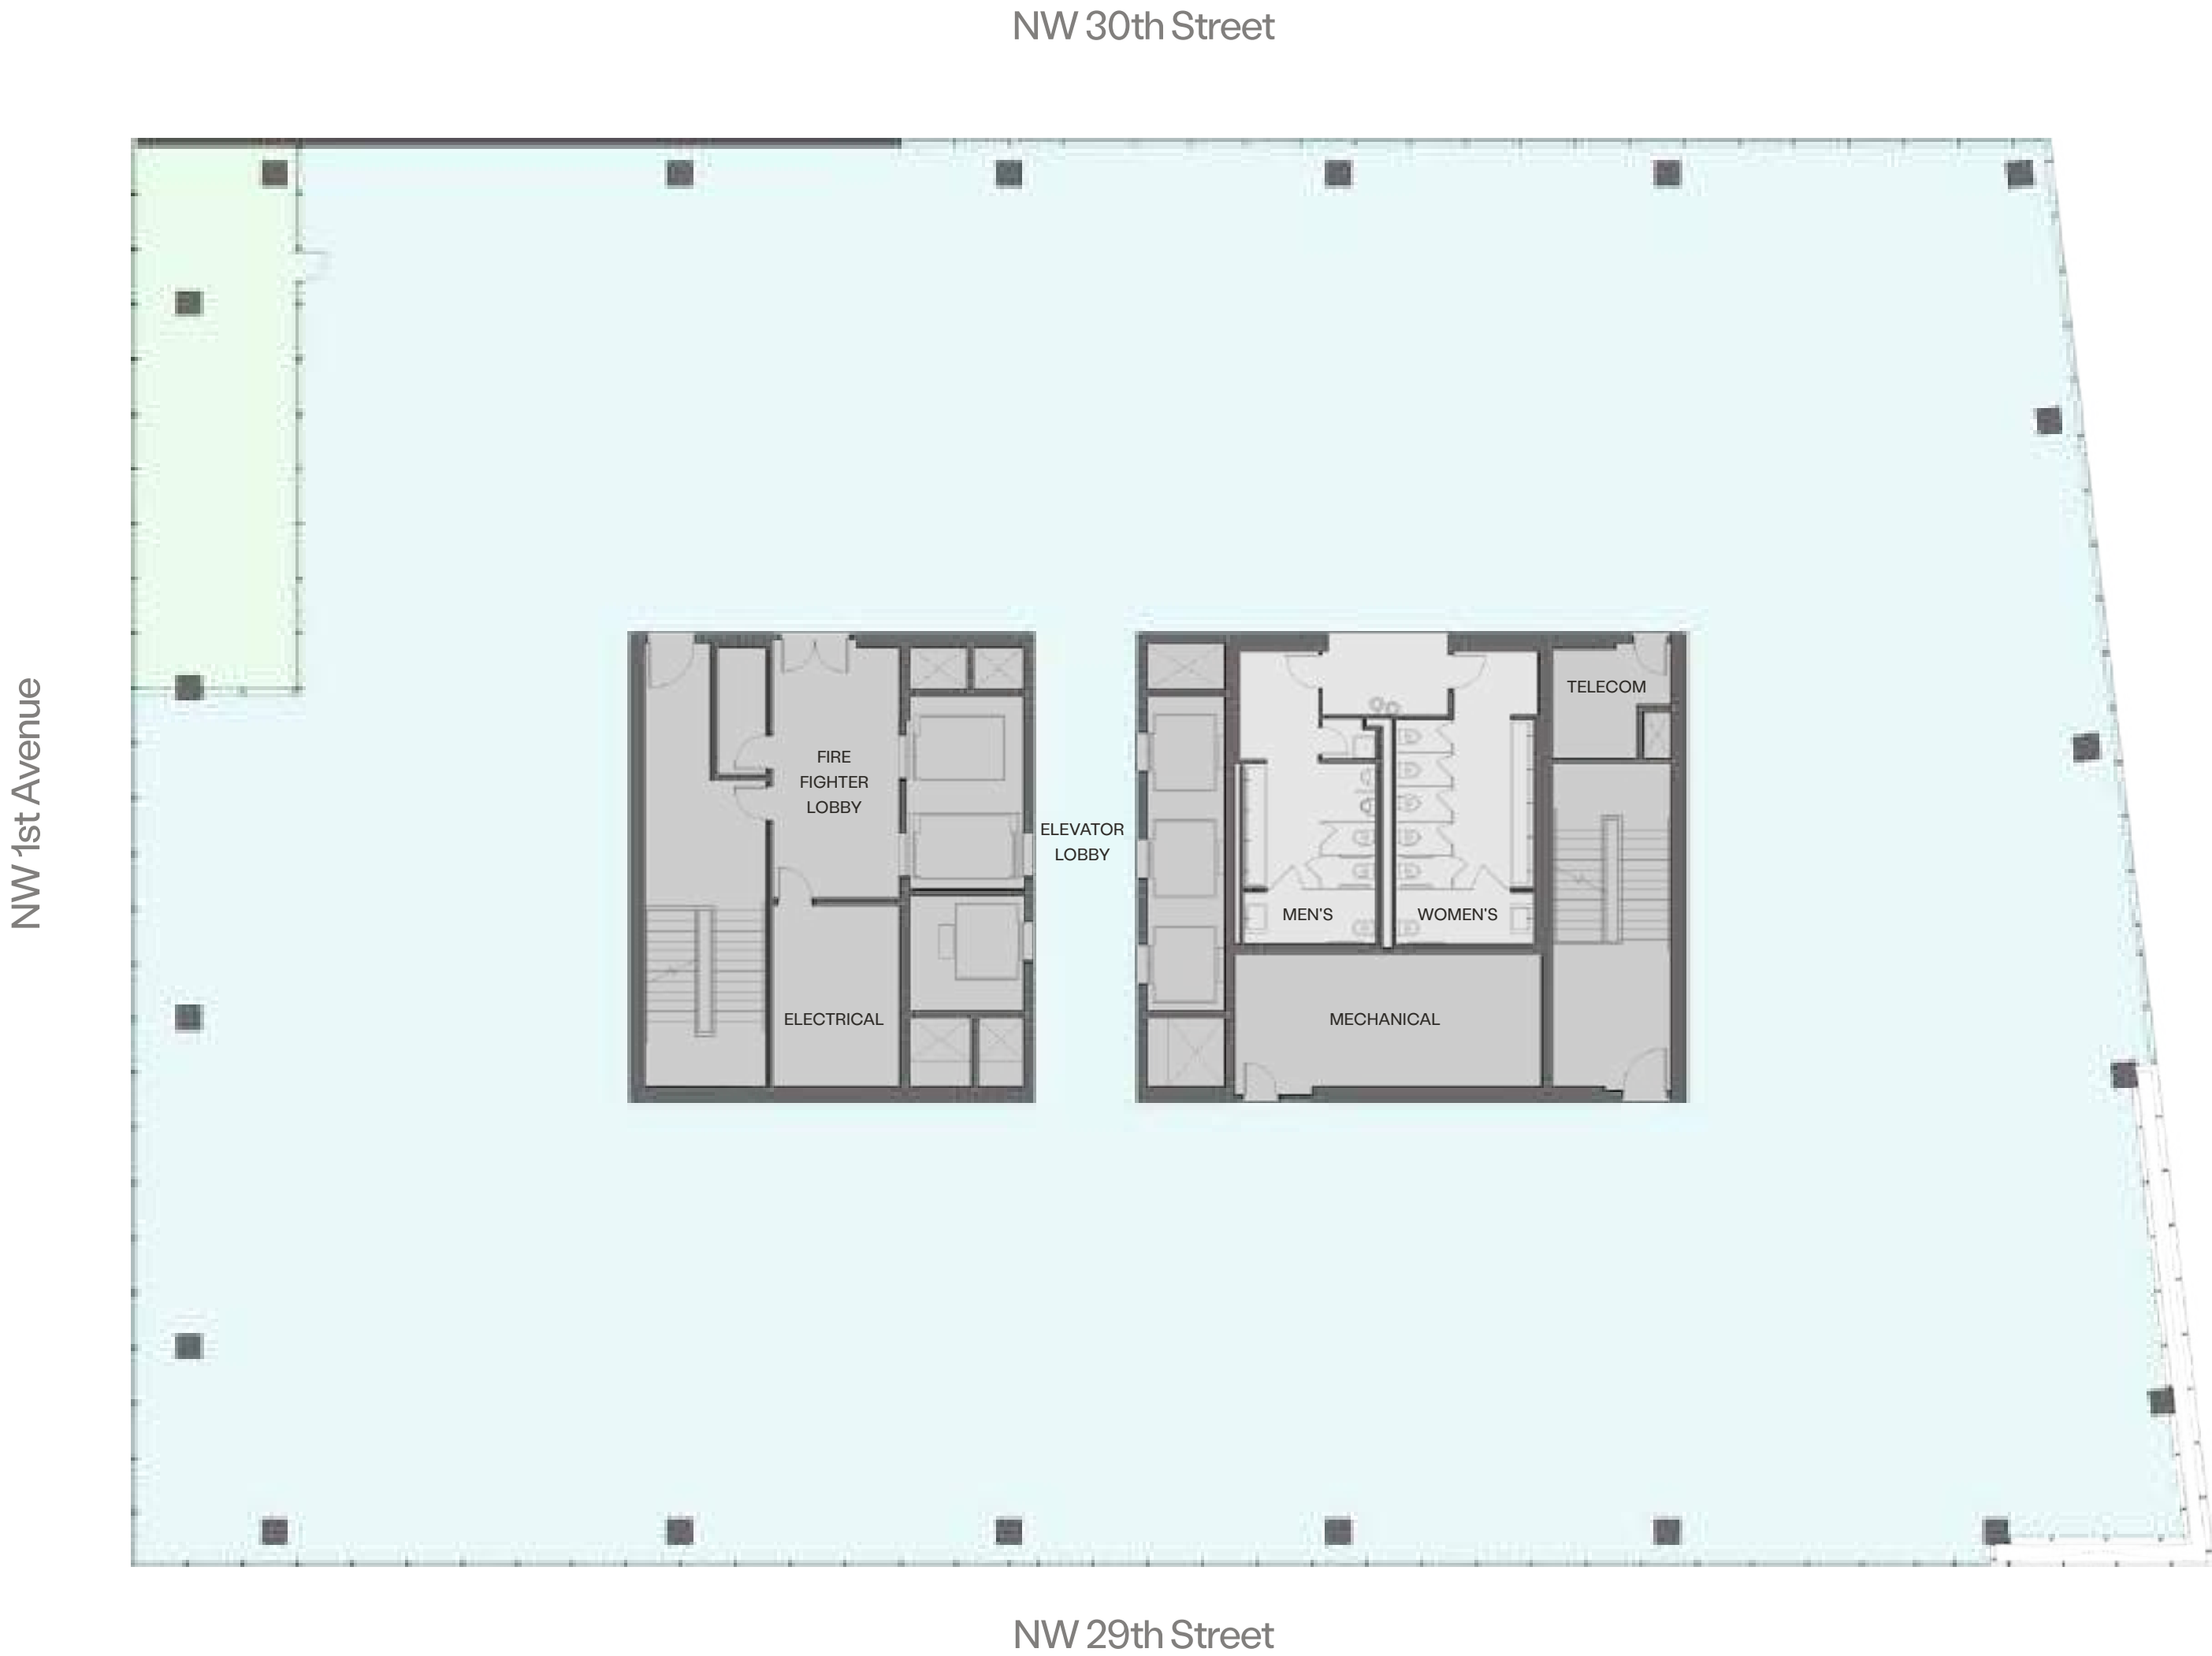 NW 30th Street
NW 1st Avenue
FIRE
FIGHTER
LOBBY
ELECTRICAL
ELEVATOR
LOBBY
MEN'S
WOMEN'S
TELECOM
MECHANICAL
NW 29th Street